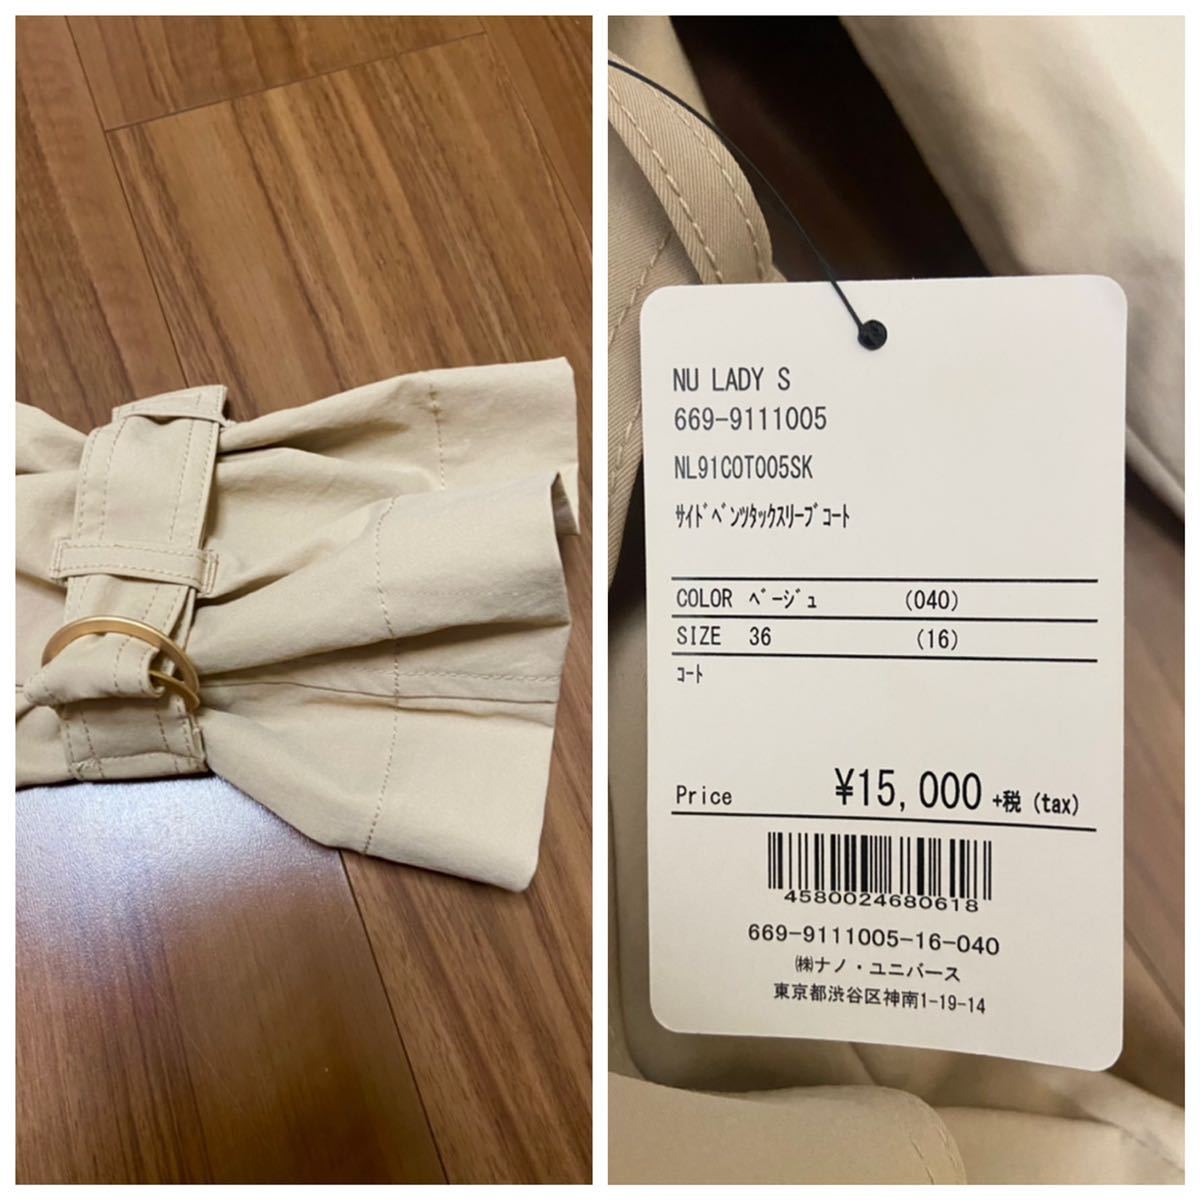 NU LADY S
669-9111005
NL91COT005SK
ｻｲﾄﾞﾍﾞﾝﾂﾀｯｸｽﾘｰﾌﾞｺｰﾄ
COLOR ﾍﾞｰｼﾞｭ (040)
SIZE 36 (16)
ｺｰﾄ
Price ¥15,000 +税 (tax)
4580024680618
669-9111005-16-040
㈱ナノ・ユニバース
東京都渋谷区神南1-19-14